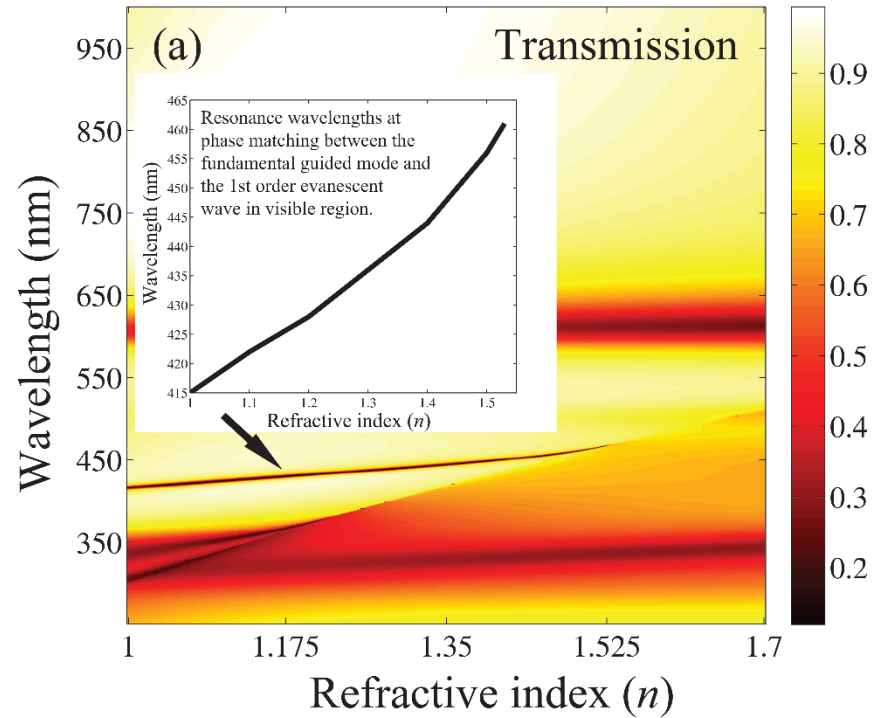 (a) Transmission
950
850
750
650
550
450
350
Wavelength (nm)
465
460
455
450
445
440
435
430
425
420
415
Wavelength (nm)
Resonance wavelengths at
phase matching between the
fundamental guided mode and
the 1st order evanescent
wave in visible region.
1 1.1 1.2 1.3 1.4 1.5
Refractive index (n)
1 1.175 1.35 1.525 1.7
Refractive index (n)
0.9
0.8
0.7
0.6
0.5
0.4
0.3
0.2